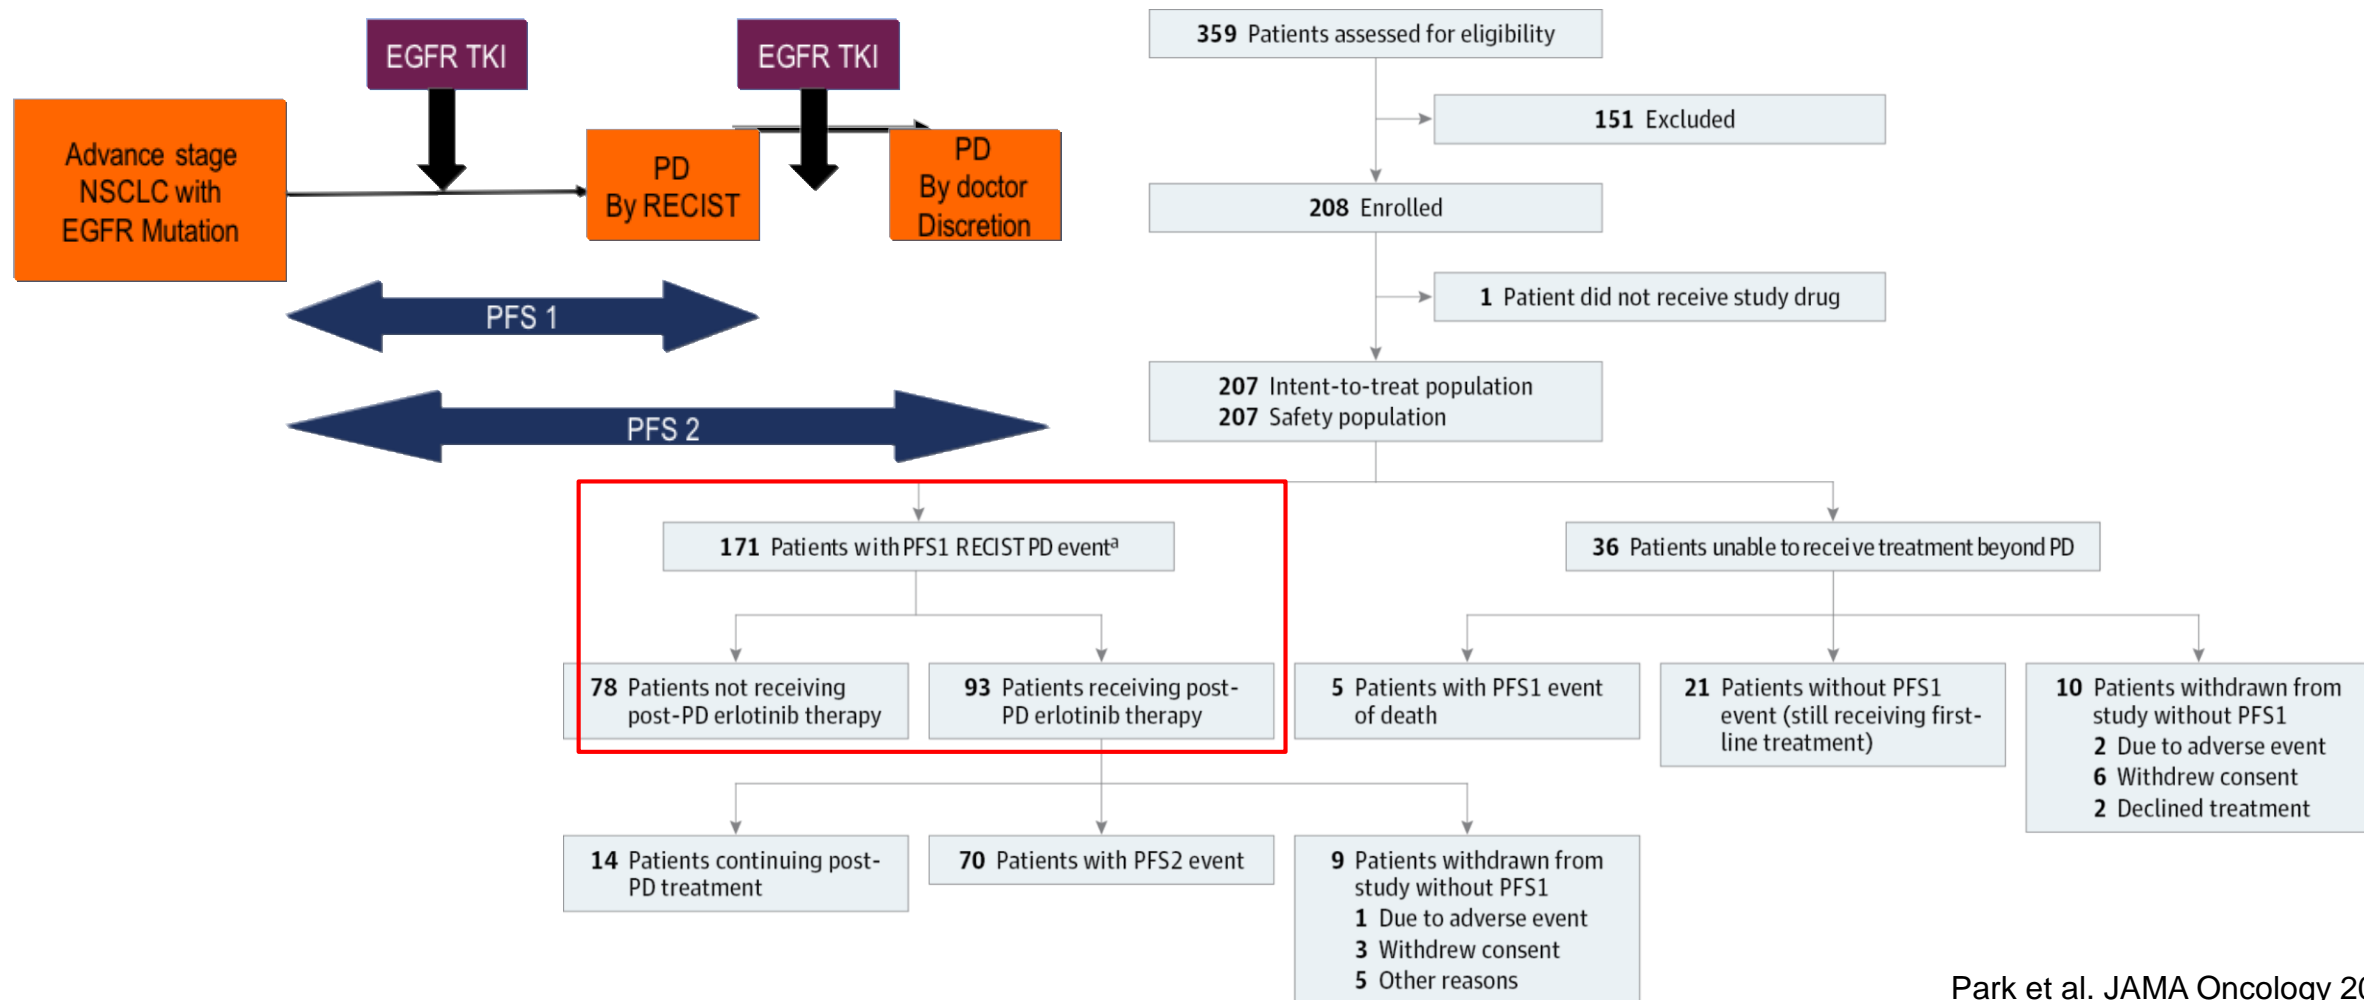 EGFR TKI
EGFR TKI
Advance stage
NSCLC with
EGFR Mutation
PD
By RECIST
PD
By doctor
Discretion
PFS 1
PFS 2
359 Patients assessed for eligibility
151 Excluded
208 Enrolled
1 Patient did not receive study drug
207 Intent-to-treat population
207 Safety population
171 Patients with PFS1 RECIST PD eventᵃ
36 Patients unable to receive treatment beyond PD
78 Patients not receiving
post-PD erlotinib therapy
93 Patients receiving post-
PD erlotinib therapy
5 Patients with PFS1 event
of death
21 Patients without PFS1
event (still receiving first-
line treatment)
10 Patients withdrawn from
study without PFS1
2 Due to adverse event
6 Withdrew consent
2 Declined treatment
14 Patients continuing post-
PD treatment
70 Patients with PFS2 event
9 Patients withdrawn from
study without PFS1
1 Due to adverse event
3 Withdrew consent
5 Other reasons
Park et al. JAMA Oncology